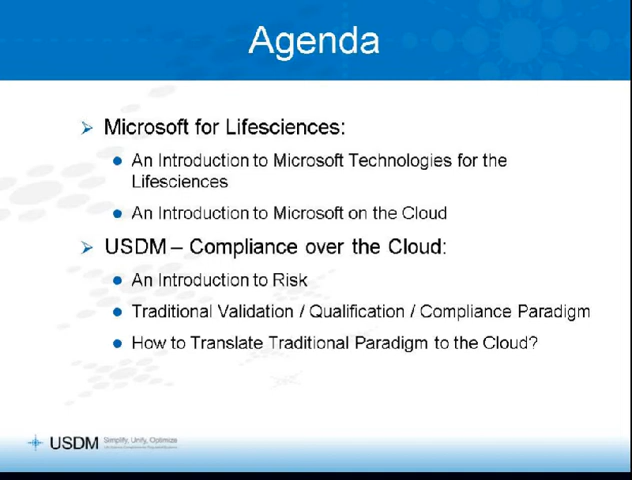 Agenda
Microsoft for Lifesciences:
An Introduction to Microsoft Technologies for the
Lifesciences
An Introduction to Microsoft on the Cloud
USDM – Compliance over the Cloud:
An Introduction to Risk
Traditional Validation / Qualification / Compliance Paradigm
How to Translate Traditional Paradigm to the Cloud?
USDM Simplify, Unify, Optimize